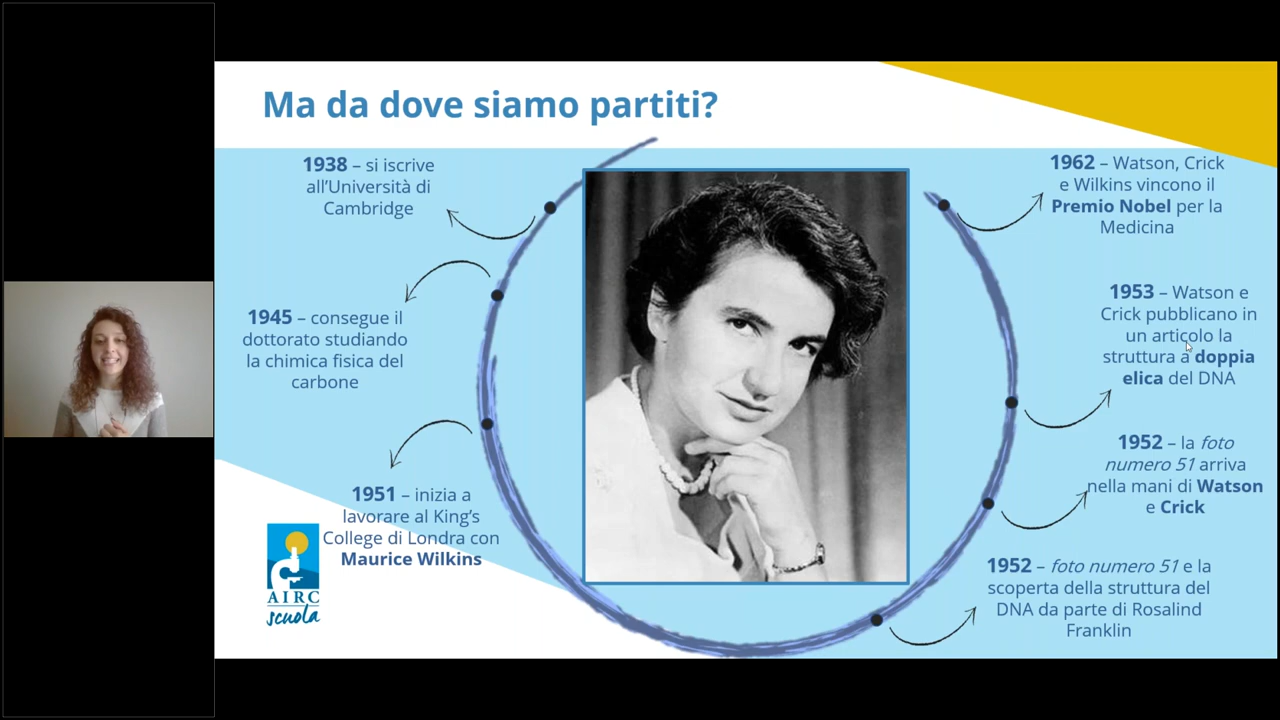 Ma da dove siamo partiti?
1938 – si iscrive
all’Università di
Cambridge
1945 – consegue il
dottorato studiando
la chimica fisica del
carbone
1951 – inizia a
lavorare al King’s
College di Londra con
Maurice Wilkins
AIRC
scuola
1962 – Watson, Crick
e Wilkins vincono il
Premio Nobel per la
Medicina
1953 – Watson e
Crick pubblicano in
un articolo la
struttura a doppia
elica del DNA
1952 – la foto
numero 51 arriva
nella mani di Watson
e Crick
1952 – foto numero 51 e la
scoperta della struttura del
DNA da parte di Rosalind
Franklin